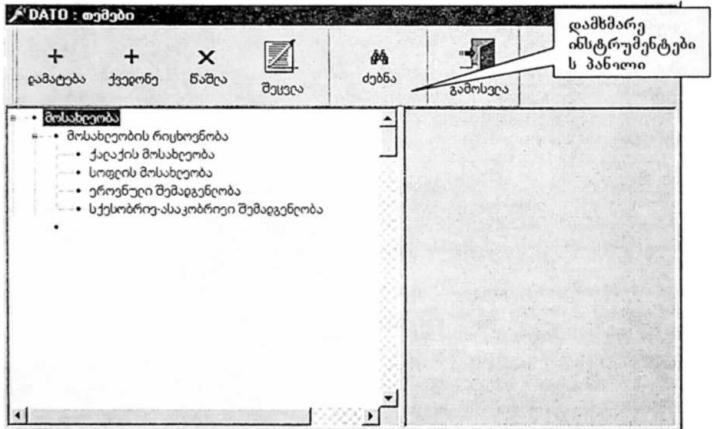 DATO : თემები
დამხმარე
ინსტრუმენტები
ს პანოლი
დამატება ქვედონე წაშლა შეცვლა ძებნა გამოსვლა
მოსახლეობა
მოსახლეობის რიცხოვნობა
ქალაქის მოსახლეობა
სოფლის მოსახლეობა
ეროვნული შემადგენლობა
სქესობრივ-ასაკობრივი შემადგენლობა